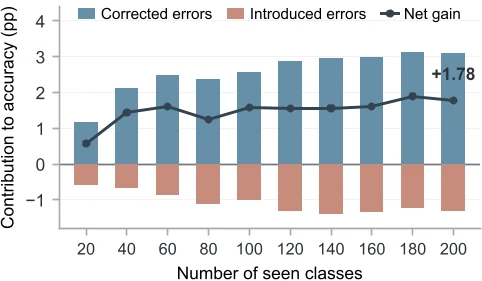 Corrected errors Introduced errors Net gain
Contribution to accuracy (pp)
4
3
2
1
0
−1
+1.78
20 40 60 80 100 120 140 160 180 200
Number of seen classes